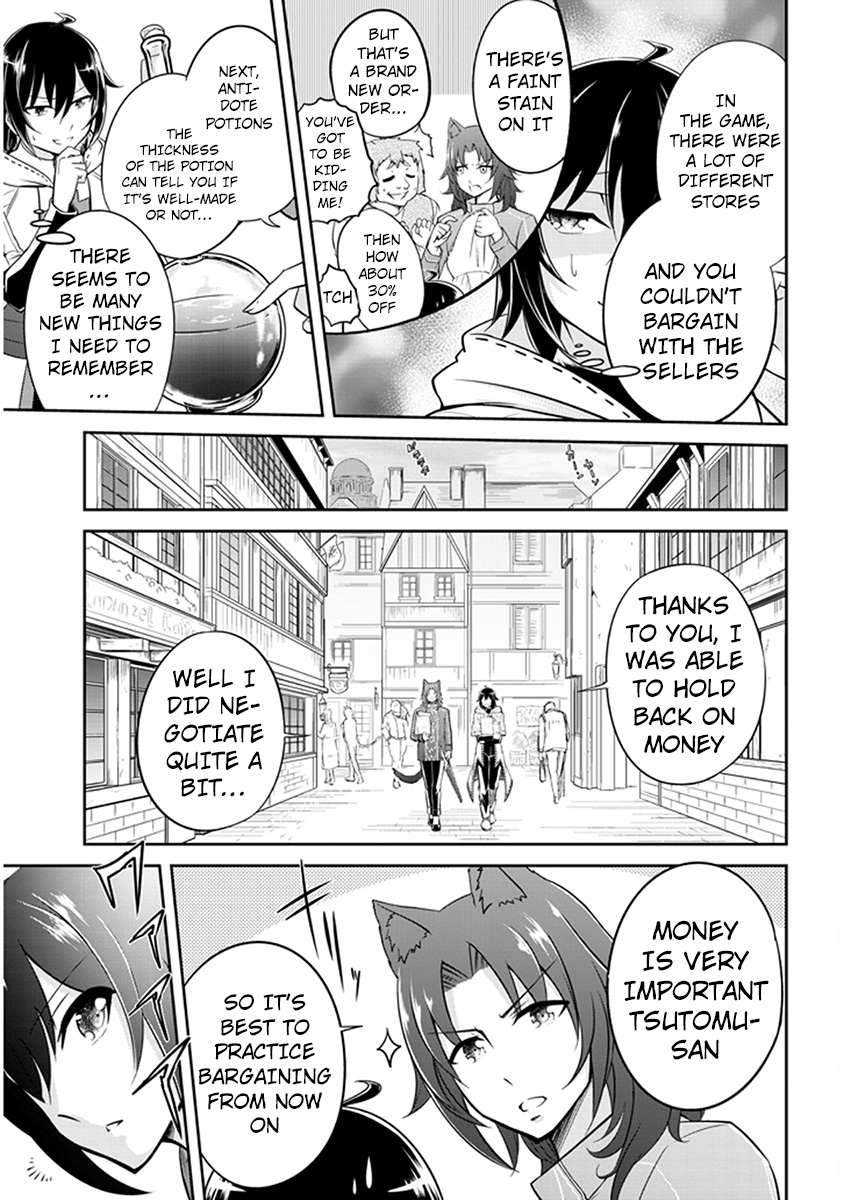 IN
THE GAME,
THERE WERE
A LOT OF
DIFFERENT
STORES
AND YOU
COULDN'T
BARGAIN
WITH THE
SELLERS
THERE'S
A FAINT
STAIN
ON IT
BUT
THAT'S
A BRAND
NEW OR-
DER...
YOU'VE
GOT
TO BE
KID-
DING
ME!
THEN
HOW
ABOUT
30%
OFF
TCH
NEXT,
ANTI-
DOTE
POTIONS
THE
THICKNESS
OF THE POTION
CAN TELL YOU IF
IT'S WELL-MADE
OR NOT...
THERE
SEEMS TO
BE MANY
NEW THINGS
I NEED TO
REMEMBER
...
THANKS
TO YOU, I
WAS ABLE
TO HOLD
BACK ON
MONEY
WELL I
DID NE-
GOTIATE
QUITE A
BIT...
MONEY
IS VERY
IMPORTANT
TSUTOMU-
SAN
SO IT'S
BEST TO
PRACTICE
BARGAINING
FROM NOW
ON